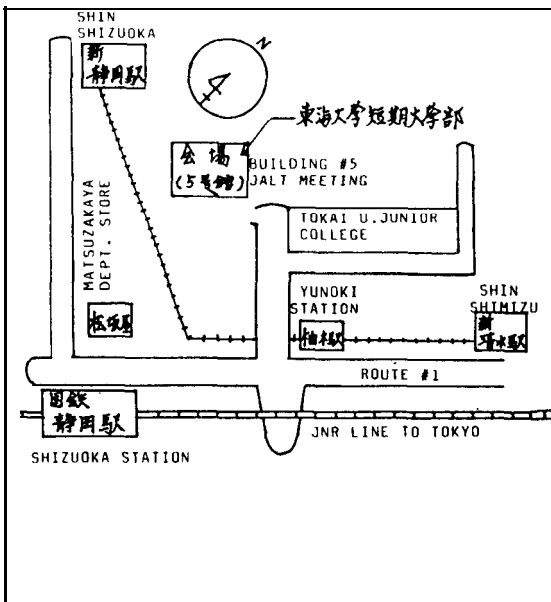 SHIN
SHIZUOKA
新
静岡駅
N
東海大学短期大学部
会場
(5号館)
BUILDING #5
JALT MEETING
TOKAI U.JUNIOR
COLLEGE
MATSUZAKAYA
DEPT. STORE
松坂屋
YUNOKI
STATION
柚木駅
SHIN
SHIMIZU
新
清水駅
ROUTE #1
国鉄
静岡駅
JNR LINE TO TOKYO
SHIZUOKA STATION